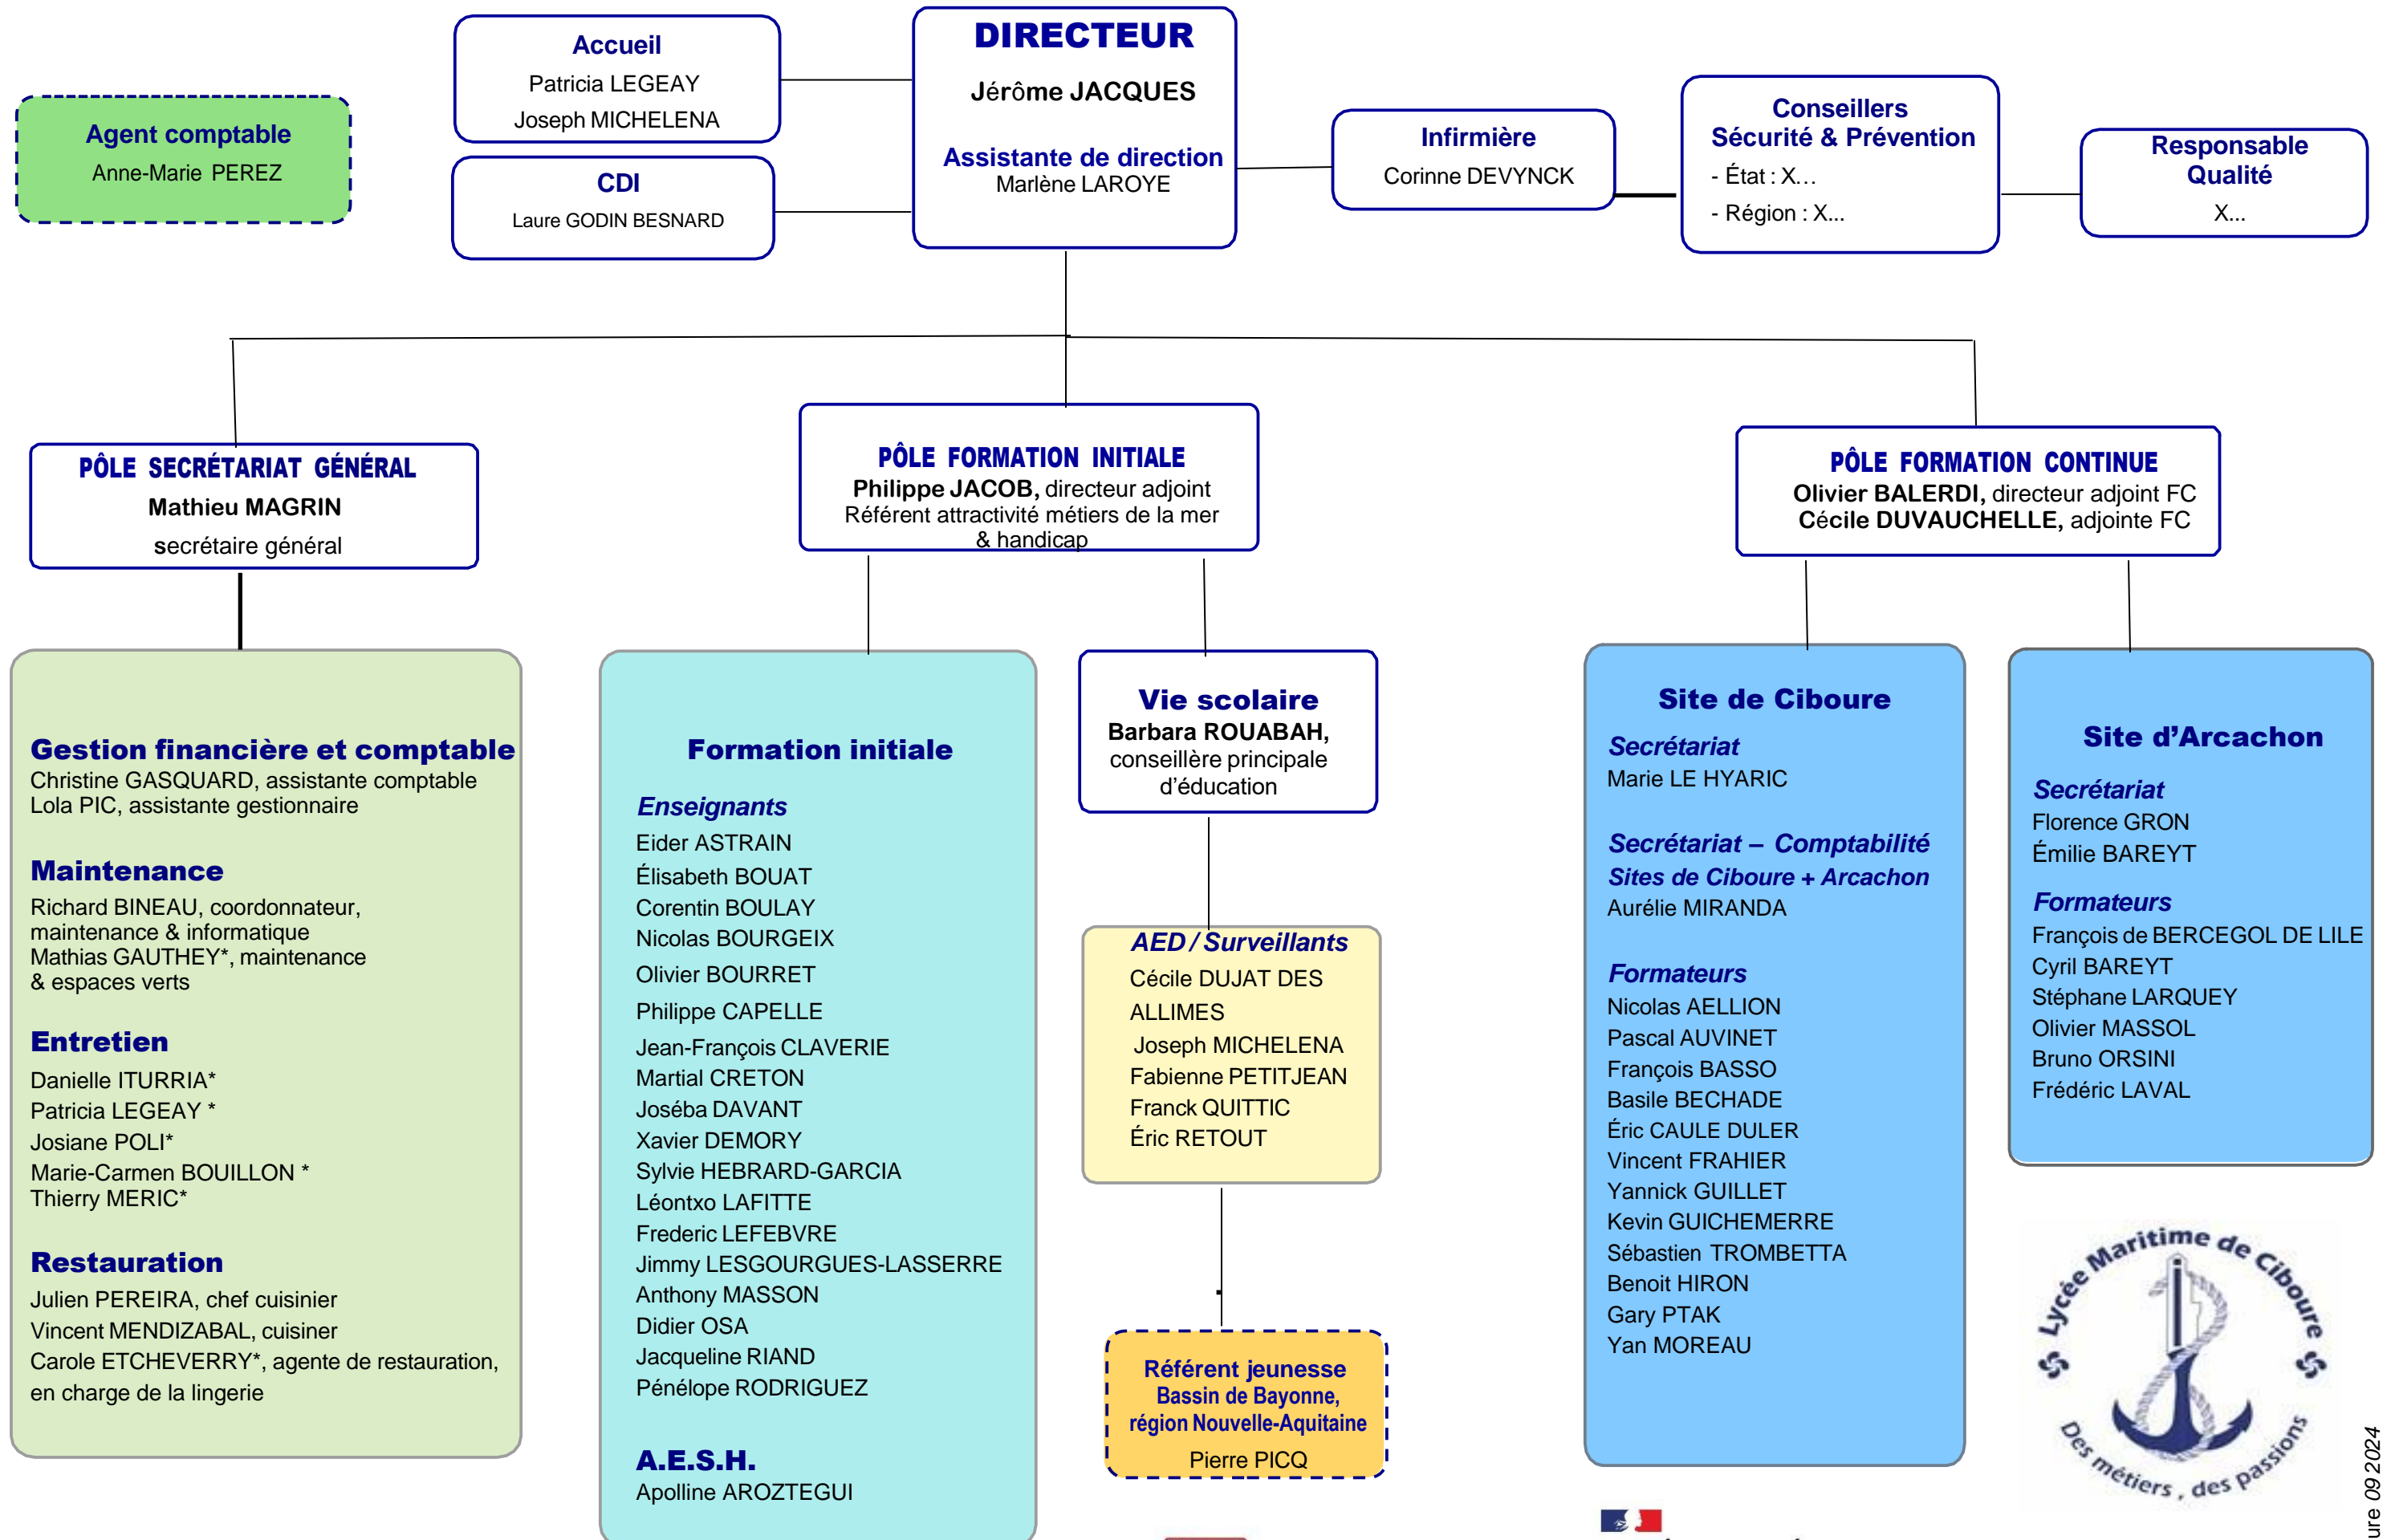 Agent comptable
Anne-Marie PEREZ
Accueil
Patricia LEGEAY
Joseph MICHELENA
CDI
Laure GODIN BESNARD
DIRECTEUR
Jérôme JACQUES
Assistante de direction
Marlène LAROYE
Infirmière
Corinne DEVYNCK
Conseillers
Sécurité & Prévention
- État : X...
- Région : X...
Responsable
Qualité
X...
PÔLE SECRÉTARIAT GÉNÉRAL
Mathieu MAGRIN
secrétaire général
PÔLE FORMATION INITIALE
Philippe JACOB, directeur adjoint
Référent attractivité métiers de la mer
& handicap
PÔLE FORMATION CONTINUE
Olivier BALERDI, directeur adjoint FC
Cécile DUVAUCHELLE, adjointe FC
Gestion financière et comptable
Christine GASQUARD, assistante comptable
Lola PIC, assistante gestionnaire
Maintenance
Richard BINEAU, coordonnateur,
maintenance & informatique
Mathias GAUTHEY*, maintenance
& espaces verts
Entretien
Danielle ITURRIA*
Patricia LEGEAY *
Josiane POLI*
Marie-Carmen BOUILLON *
Thierry MERIC*
Restauration
Julien PEREIRA, chef cuisinier
Vincent MENDIZABAL, cuisiner
Carole ETCHEVERRY*, agente de restauration,
en charge de la lingerie
Formation initiale
Enseignants
Eider ASTRAIN
Élisabeth BOUAT
Corentin BOULAY
Nicolas BOURGEIX
Olivier BOURRET
Philippe CAPELLE
Jean-François CLAVERIE
Martial CRETON
Joséba DAVANT
Xavier DEMORY
Sylvie HEBRARD-GARCIA
Léontxo LAFITTE
Frederic LEFEBVRE
Jimmy LESGOURGUES-LASSERRE
Anthony MASSON
Didier OSA
Jacqueline RIAND
Pénélope RODRIGUEZ
A.E.S.H.
Apolline AROZTEGUI
Vie scolaire
Barbara ROUABAH,
conseillère principale
d'éducation
AED / Surveillants
Cécile DUJAT DES
ALLIMES
Joseph MICHELENA
Fabienne PETITJEAN
Franck QUITTIC
Éric RETOUT
Référent jeunesse
Bassin de Bayonne,
région Nouvelle-Aquitaine
Pierre PICQ
Site de Ciboure
Secrétariat
Marie LE HYARIC
Secrétariat – Comptabilité
Sites de Ciboure + Arcachon
Aurélie MIRANDA
Formateurs
Nicolas AELLION
Pascal AUVINET
François BASSO
Basile BECHADE
Éric CAULE DULER
Vincent FRAHIER
Yannick GUILLET
Kevin GUICHEMERRE
Sébastien TROMBETTA
Benoit HIRON
Gary PTAK
Yan MOREAU
Site d’Arcachon
Secrétariat
Florence GRON
Émilie BAREYT
Formateurs
François de BERCEGOL DE LILE
Cyril BAREYT
Stéphane LARQUEY
Olivier MASSOL
Bruno ORSINI
Frédéric LAVAL
Lycée Maritime de Ciboure
Des métiers , des passions
ure 09 2024